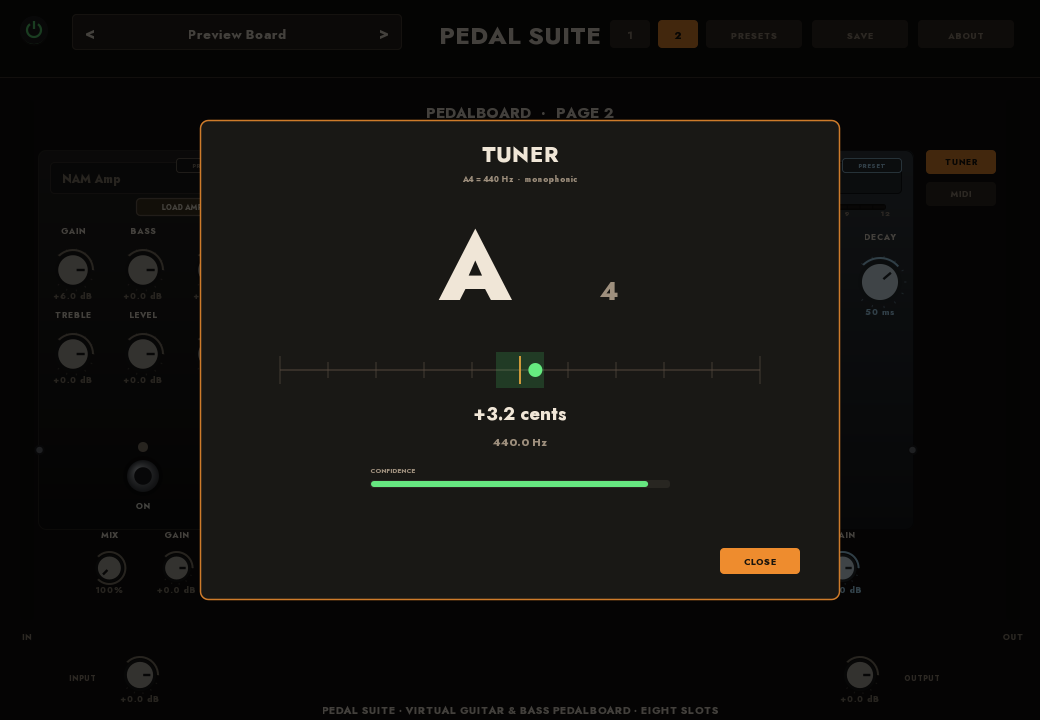 < Preview Board >
PEDAL SUITE
1
2
PRESETS
SAVE
ABOUT
PEDALBOARD · PAGE 2
NAM Amp
PRESET
TUNER
MIDI
GAIN
BASS
+6.0 dB
+0.0 dB
TREBLE
LEVEL
+0.0 dB
+0.0 dB
ON
DECAY
50 ms
TUNER
A4 = 440 Hz · monophonic
A
4
+3.2 cents
440.0 Hz
CONFIDENCE
CLOSE
MIX
GAIN
100%
+0.0 dB
IN
OUT
INPUT
OUTPUT
+0.0 dB
+0.0 dB
PEDAL SUITE · VIRTUAL GUITAR & BASS PEDALBOARD · EIGHT SLOTS